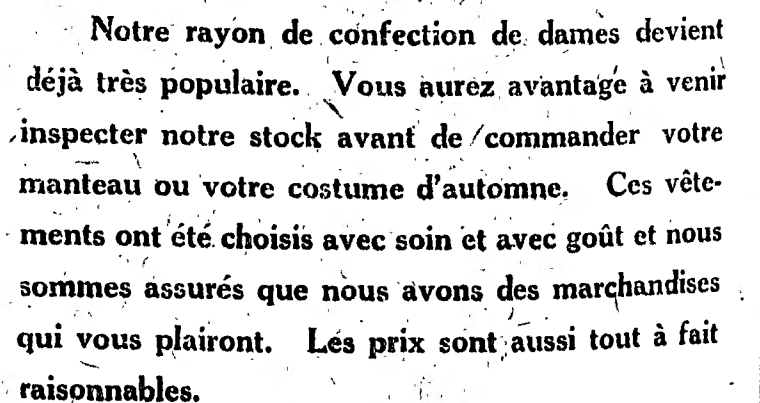 Notre rayon de confection de dames devient
déjà très populaire. Vous aurez avantage à venir
inspecter notre stock avant de commander votre
manteau ou votre costume d'automne. Ces vête-
ments ont été choisis avec soin et avec goût et nous
sommes assurés que nous avons des marchandises
qui vous plairont. Les prix sont aussi tout à fait
raisonnables.